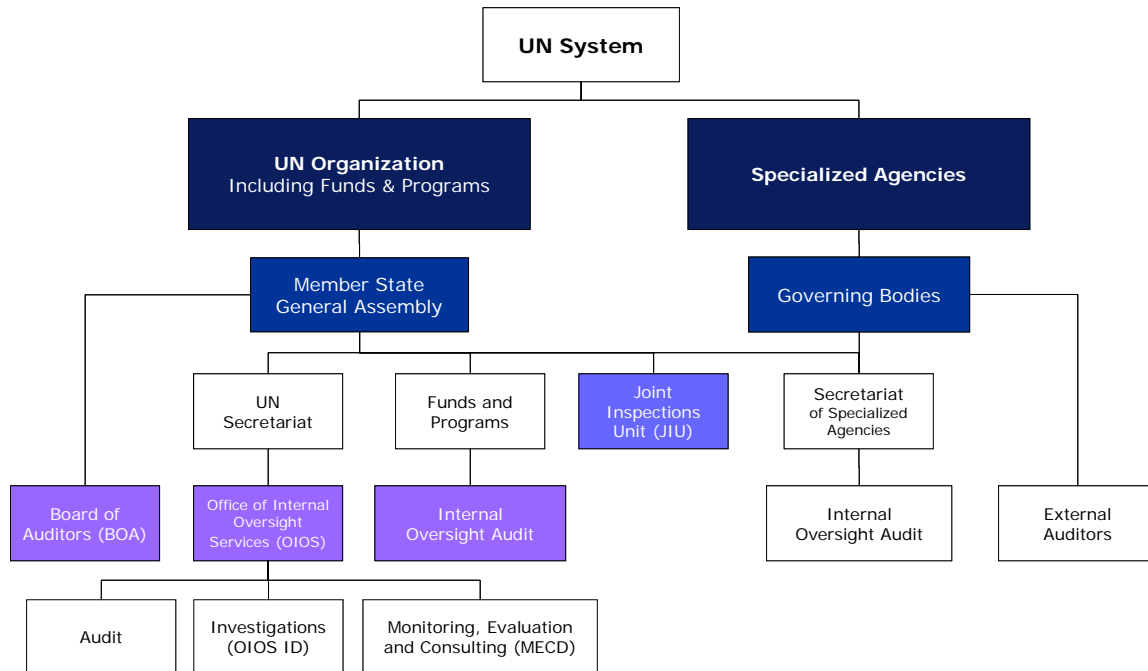 UN System
UN Organization
Including Funds & Programs
Specialized Agencies
Member State
General Assembly
Governing Bodies
UN
Secretariat
Funds and
Programs
Joint
Inspections
Unit (JIU)
Secretariat
of Specialized
Agencies
Board of
Auditors (BOA)
Office of Internal
Oversight
Services (OIOS)
Internal
Oversight Audit
Internal
Oversight Audit
External
Auditors
Audit
Investigations
(OIOS ID)
Monitoring, Evaluation
and Consulting (MECD)